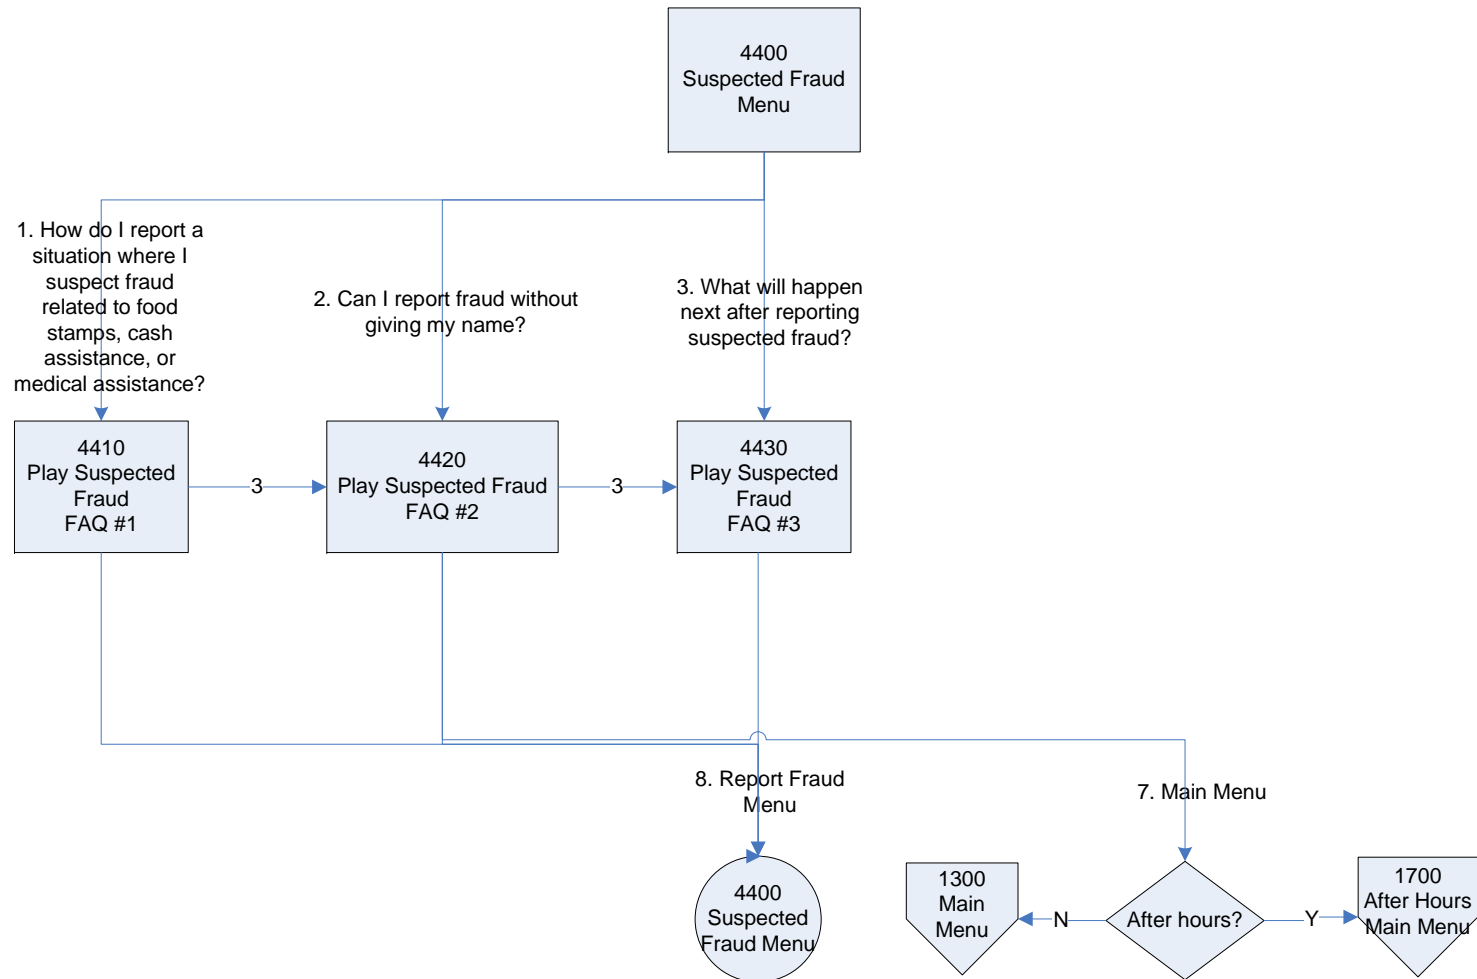 4400
Suspected Fraud
Menu
1. How do I report a
situation where I
suspect fraud
related to food
stamps, cash
assistance, or
medical assistance?
2. Can I report fraud without
giving my name?
3. What will happen
next after reporting
suspected fraud?
4410
Play Suspected
Fraud
FAQ #1
3
4420
Play Suspected Fraud
FAQ #2
3
4430
Play Suspected
Fraud
FAQ #3
8. Report Fraud
Menu
7. Main Menu
4400
Suspected
Fraud Menu
1300
Main
Menu
N
After hours?
Y
1700
After Hours
Main Menu